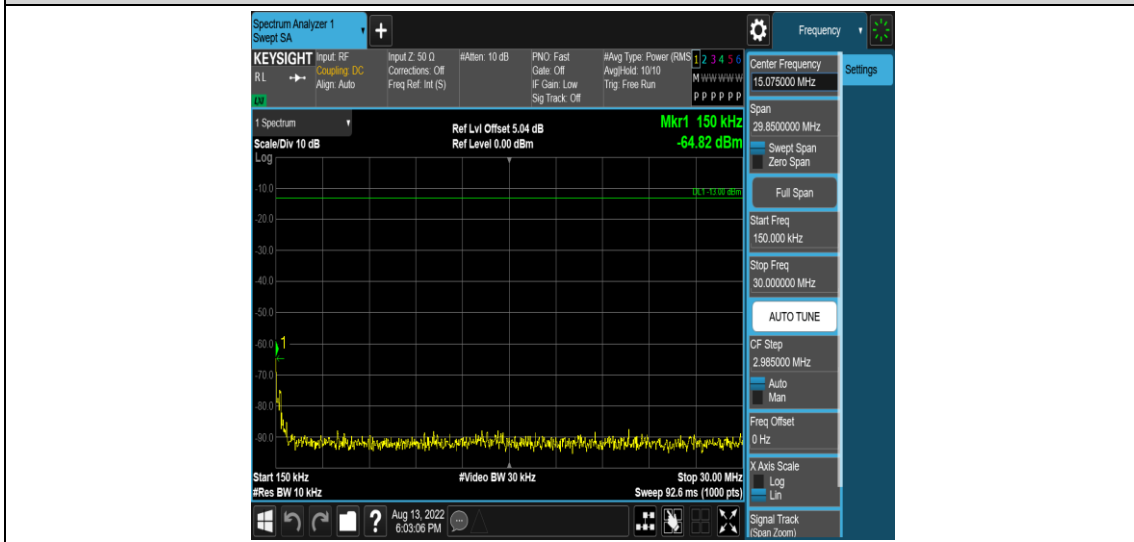 Spectrum Analyzer 1
Swept SA
+
Frequency
KEYSIGHT
RL
LXI
Input: RF
Coupling: DC
Align: Auto
Input Z: 50 Ω
Corrections: Off
Freq Ref: Int (S)
#Atten: 10 dB
PNO: Fast
Gate: Off
IF Gain: Low
Sig Track: Off
#Avg Type: Power (RMS
Avg|Hold: 10/10
Trig: Free Run
1 2 3 4 5 6
M W W W W W
P P P P P P
1 Spectrum
Scale/Div 10 dB
Log
Ref Lvl Offset 5.04 dB
Ref Level 0.00 dBm
Mkr1 150 kHz
-64.82 dBm
DL1 -13.00 dBm
-10.0
-20.0
-30.0
-40.0
-50.0
-60.0
1
-70.0
-80.0
-90.0
Start 150 kHz
#Res BW 10 kHz
#Video BW 30 kHz
Stop 30.00 MHz
Sweep 92.6 ms (1000 pts)
Center Frequency
15.075000 MHz
Settings
Span
29.8500000 MHz
Swept Span
Zero Span
Full Span
Start Freq
150.000 kHz
Stop Freq
30.000000 MHz
AUTO TUNE
CF Step
2.985000 MHz
Auto
Man
Freq Offset
0 Hz
X Axis Scale
Log
Lin
Signal Track
(Span Zoom)
?
Aug 13, 2022
6:03:06 PM